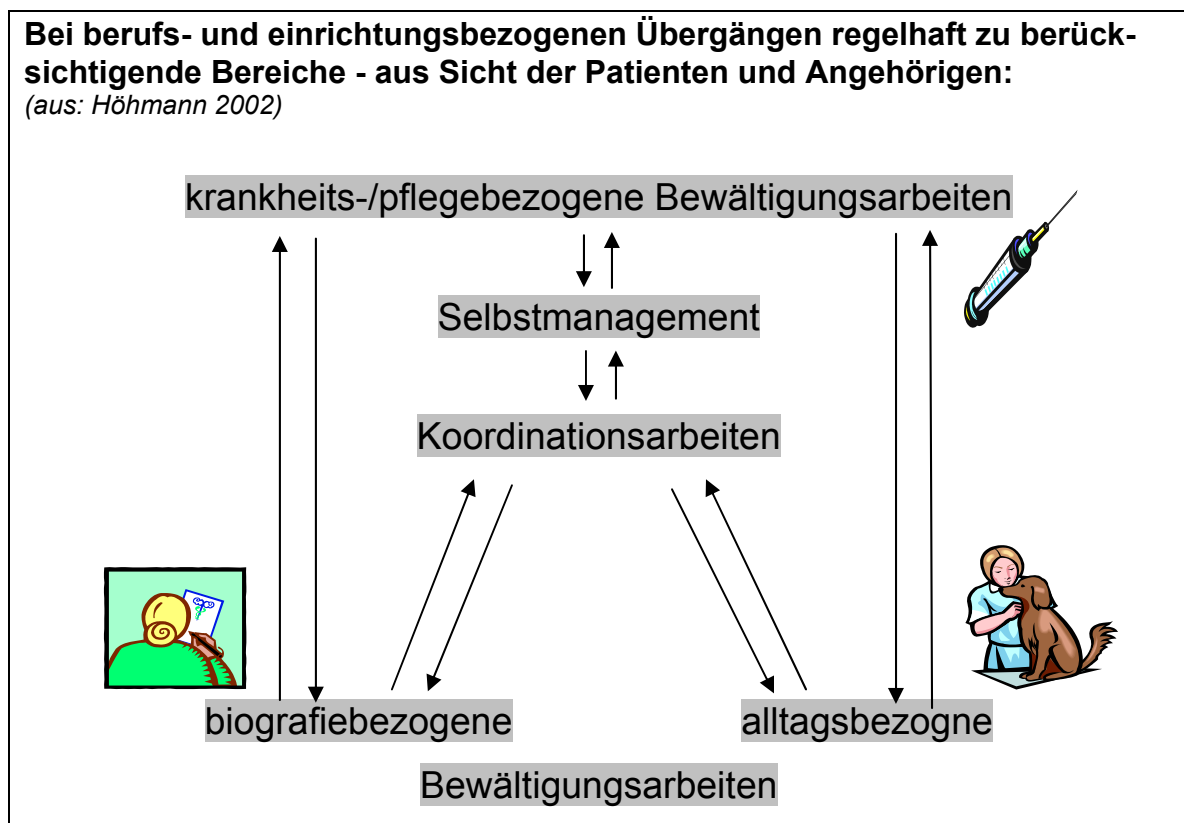 Bei berufs- und einrichtungsbezogenen Übergängen regelhaft zu berück-
sichtigende Bereiche - aus Sicht der Patienten und Angehörigen:
(aus: Höhmann 2002)
krankheits-/pflegebezogene Bewältigungsarbeiten
Selbstmanagement
Koordinationsarbeiten
biografiebezogene alltagsbezogne
Bewältigungsarbeiten